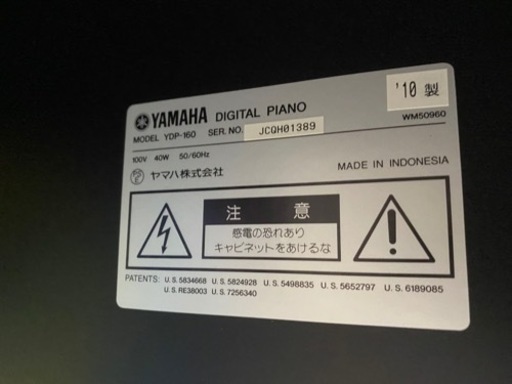 YAMAHA DIGITAL PIANO
'10 製
MODEL YDP-160 SER. NO. JCQH01389
WM50960
100V 40W 50/60Hz
MADE IN INDONESIA
ヤマハ株式会社
注意
感電の恐れあり
キャビネットをあけるな
PATENTS: U.S. 5834668 U.S. 5824928 U.S. 5498835 U.S. 5652797 U.S. 6189085
U.S. RE38003 U.S. 7256340